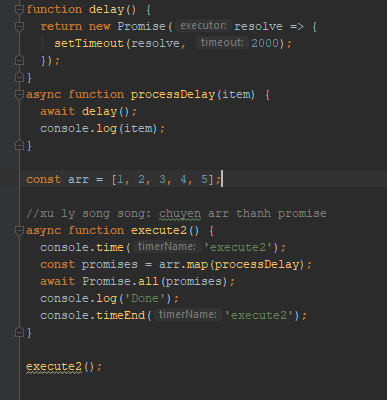 function delay() {
  return new Promise( executor: resolve => {
    setTimeout(resolve, timeout: 2000);
  });
}
async function processDelay(item) {
  await delay();
  console.log(item);
}
const arr = [1, 2, 3, 4, 5];
//xu ly song song: chuyen arr thanh promise
async function execute2() {
  console.time( timerName: 'execute2');
  const promises = arr.map(processDelay);
  await Promise.all(promises);
  console.log('Done');
  console.timeEnd( timerName: 'execute2');
}
execute2();